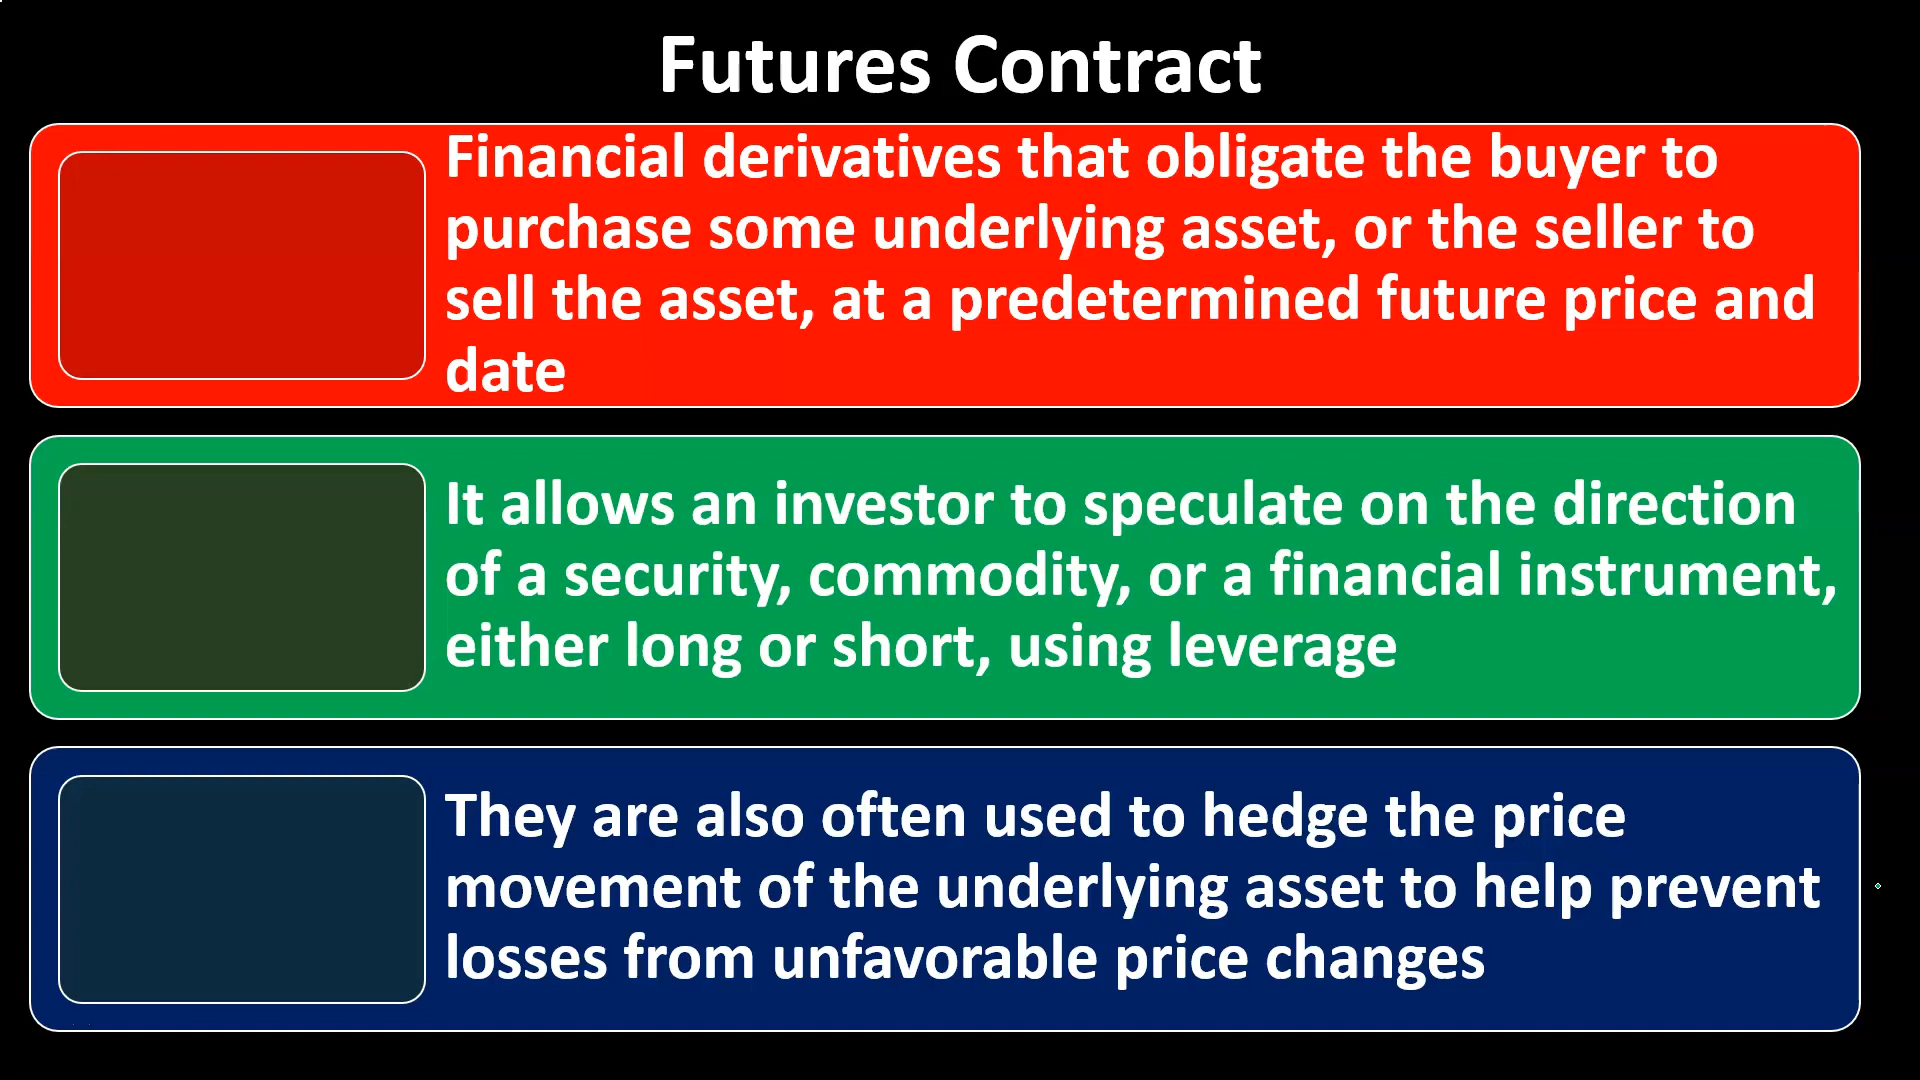 Futures Contract
Financial derivatives that obligate the buyer to
purchase some underlying asset, or the seller to
sell the asset, at a predetermined future price and
date
It allows an investor to speculate on the direction
of a security, commodity, or a financial instrument,
either long or short, using leverage
They are also often used to hedge the price
movement of the underlying asset to help prevent
losses from unfavorable price changes